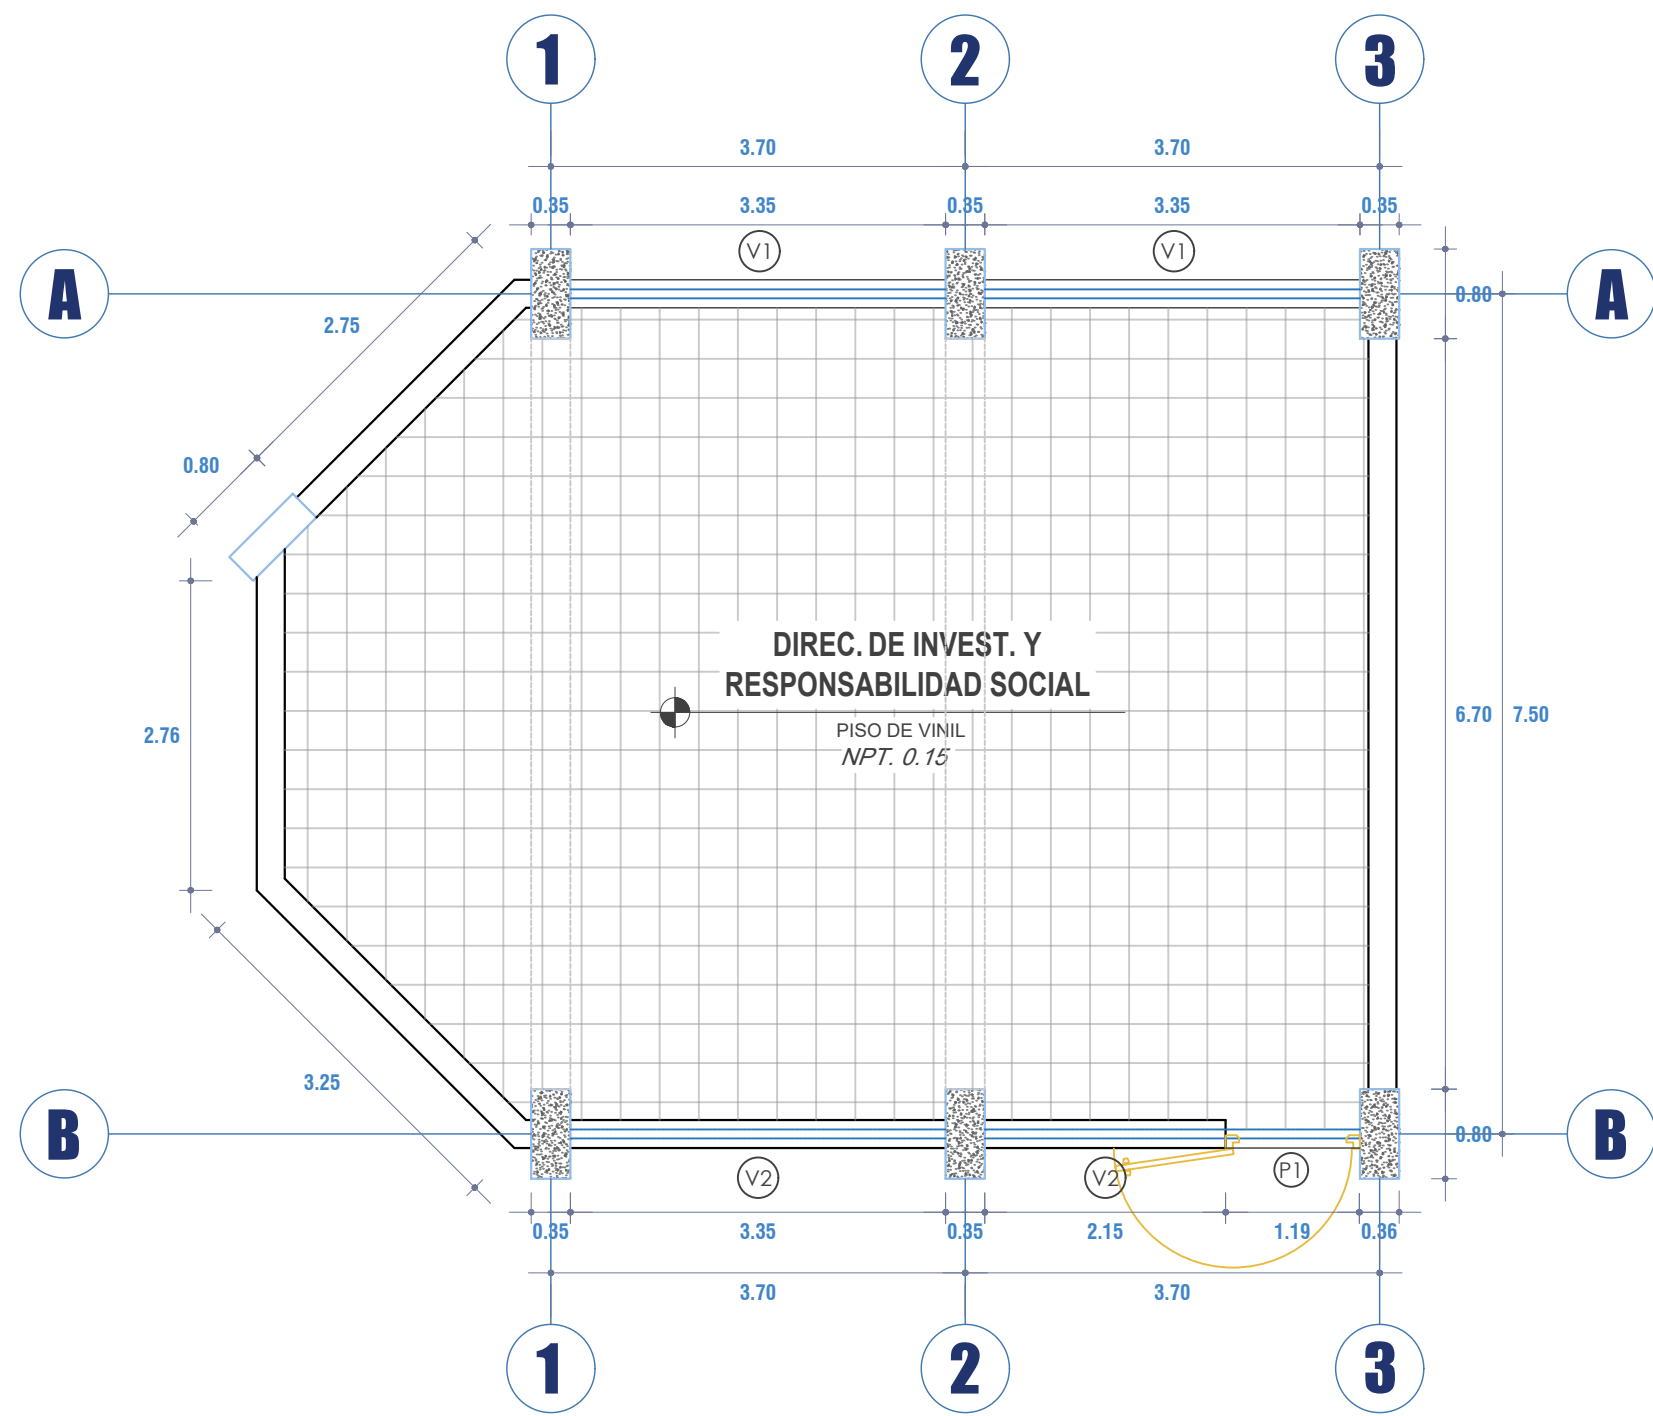 1 2 3
3.70 3.70
0.35 3.35 0.35 3.35 0.35
V1 V1
A A
0.80
2.75
0.80
DIREC. DE INVEST. Y
RESPONSABILIDAD SOCIAL
PISO DE VINIL
NPT. 0.15
2.76
6.70 7.50
3.25
B B
0.80
V2 V2 P1
0.35 3.35 0.35 2.15 1.19 0.36
3.70 3.70
1 2 3